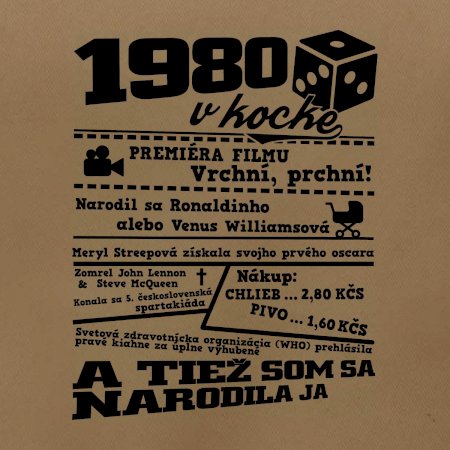 1980
v kocke
PREMIÉRA FILMU
Vrchní, prchni!
Narodil sa Ronaldinho
alebo Venus Williamsová
Meryl Streepová získala svojho prvého oscara
Zomrel John Lennon
& Steve McQueen
Konala sa 5. československá
spartakiáda
Nákup:
CHLIEB ... 2,80 KČS
PIVO ... 1,60 KČS
Svetová zdravotnícka organizácia (WHO) prehlásila
pravé kiahne za úplne vyhubené
A TIEŽ SOM SA
NARODILA JA